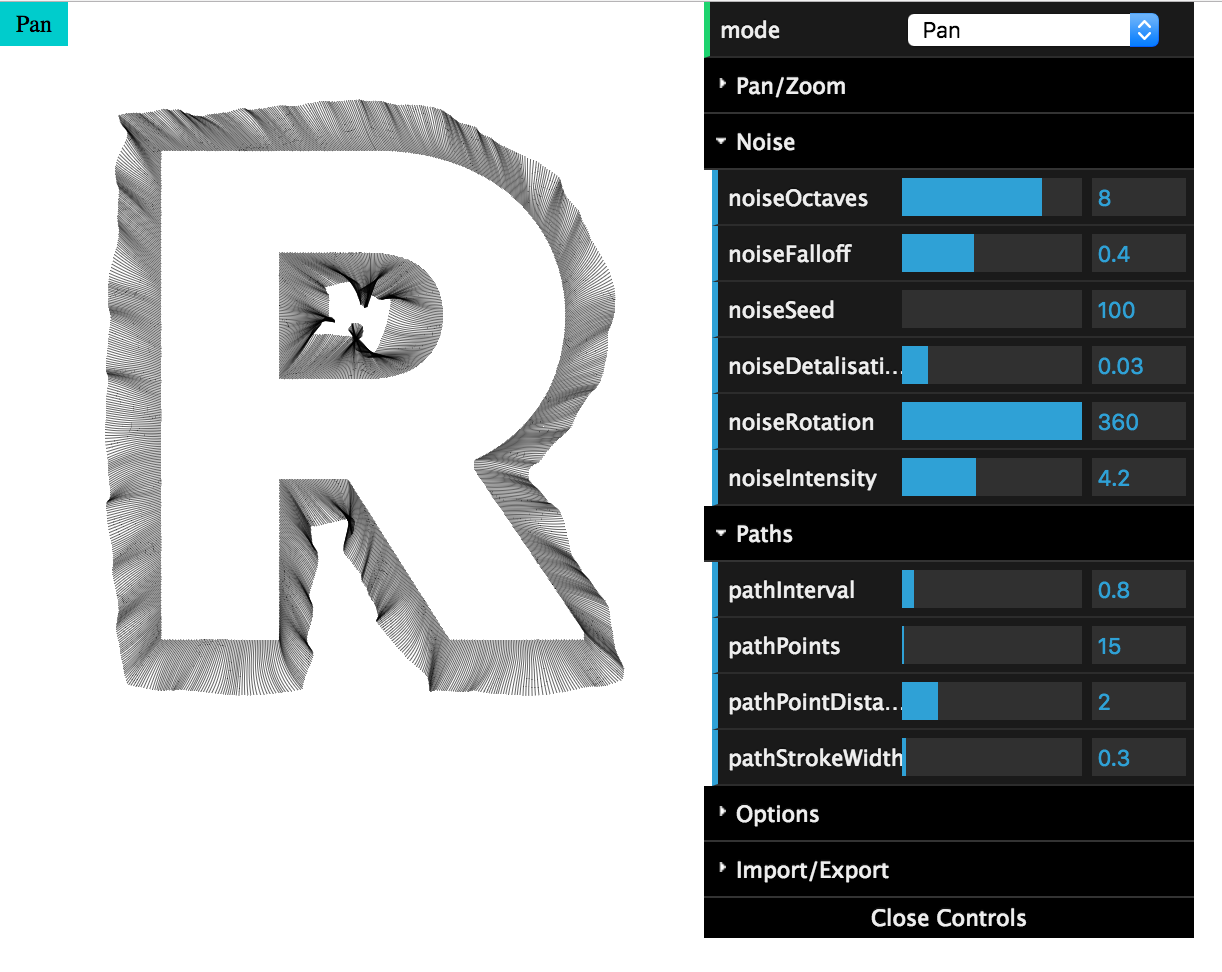 Pan
R
mode Pan
Pan/Zoom
Noise
noiseOctaves 8
noiseFalloff 0.4
noiseSeed 100
noiseDetalisati... 0.03
noiseRotation 360
noiseIntensity 4.2
Paths
pathInterval 0.8
pathPoints 15
pathPointDista... 2
pathStrokeWidth 0.3
Options
Import/Export
Close Controls